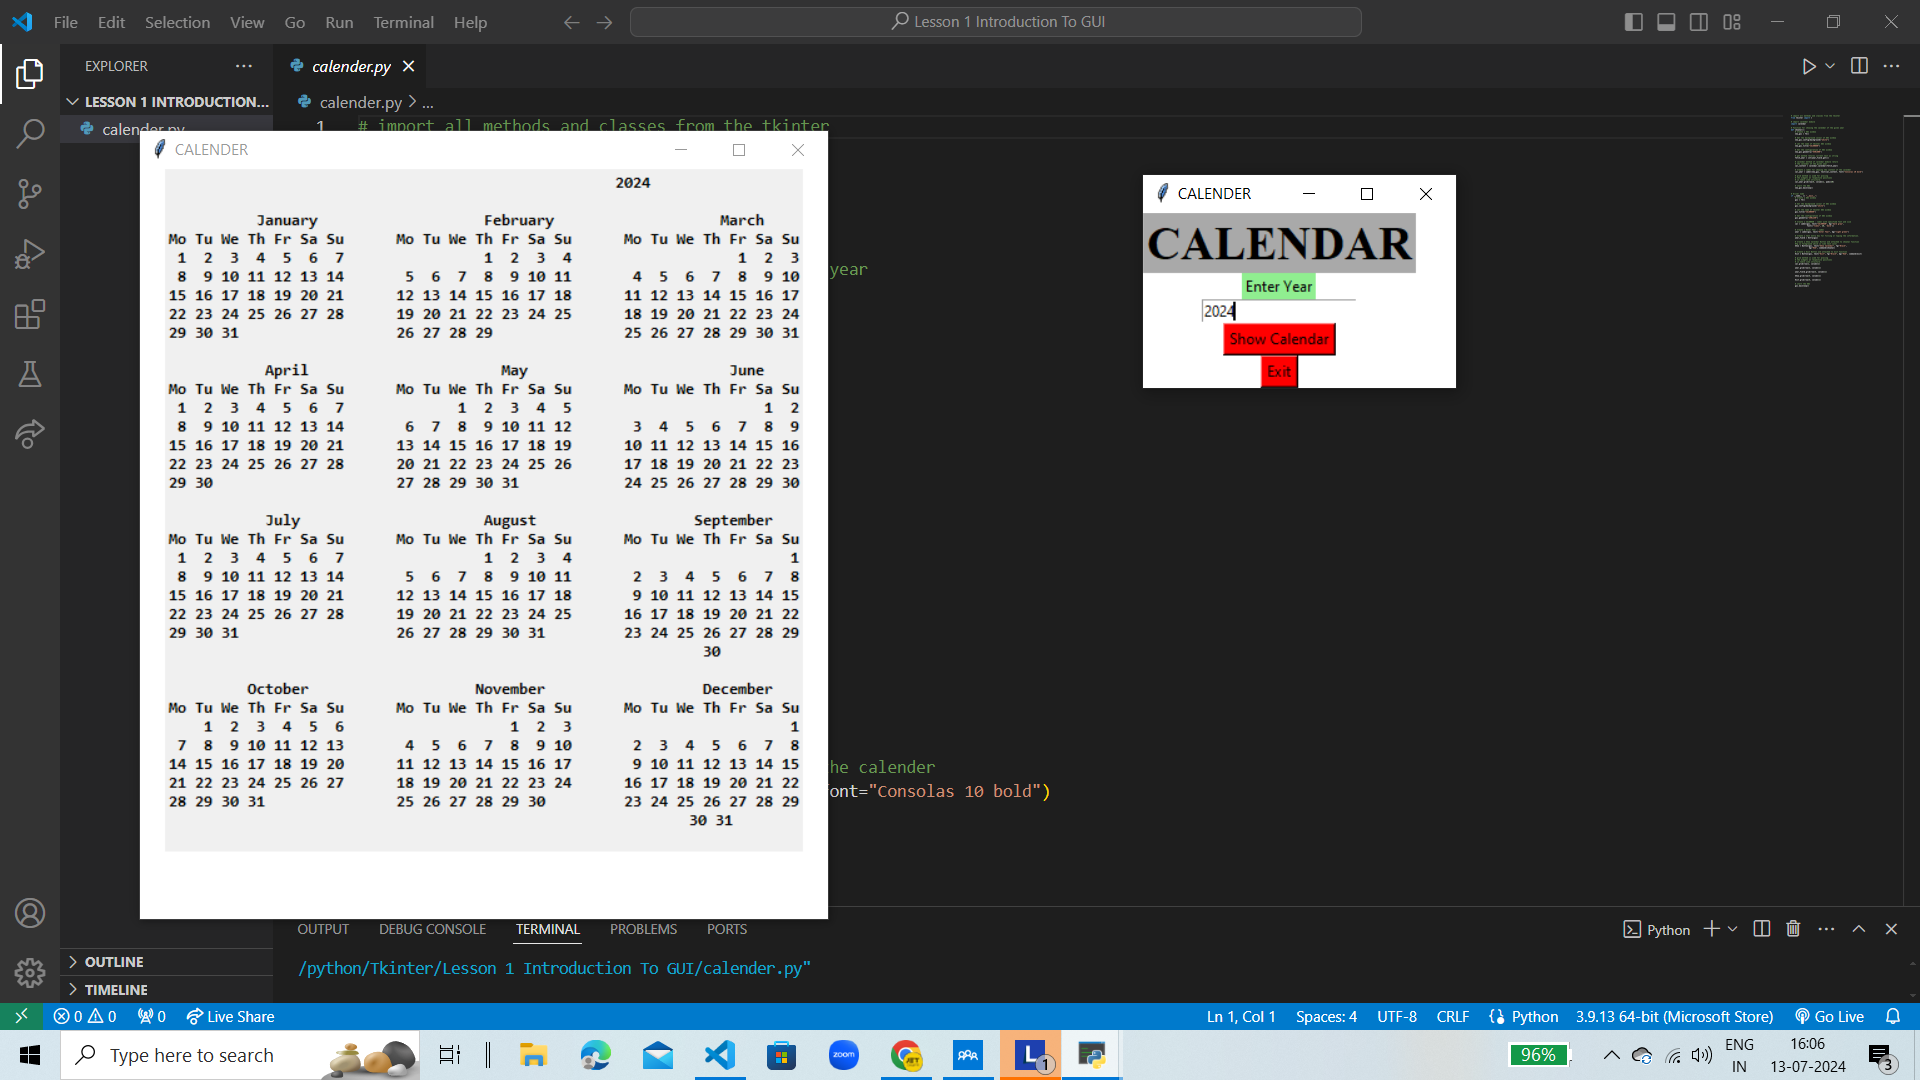 File Edit Selection View Go Run Terminal Help
Lesson 1 Introduction To GUI
EXPLORER
calender.py
LESSON 1 INTRODUCTION...
calender.py > ...
calender.py
1 # import all methods and classes from the tkinter
CALENDER
2024
January February March
Mo Tu We Th Fr Sa Su Mo Tu We Th Fr Sa Su Mo Tu We Th Fr Sa Su
1 2 3 4 5 6 7 1 2 3 4 1 2 3
8 9 10 11 12 13 14 5 6 7 8 9 10 11 4 5 6 7 8 9 10
15 16 17 18 19 20 21 12 13 14 15 16 17 18 11 12 13 14 15 16 17
22 23 24 25 26 27 28 19 20 21 22 23 24 25 18 19 20 21 22 23 24
29 30 31 26 27 28 29 25 26 27 28 29 30 31
April May June
Mo Tu We Th Fr Sa Su Mo Tu We Th Fr Sa Su Mo Tu We Th Fr Sa Su
1 2 3 4 5 6 7 1 2 3 4 5 1 2
8 9 10 11 12 13 14 6 7 8 9 10 11 12 3 4 5 6 7 8 9
15 16 17 18 19 20 21 13 14 15 16 17 18 19 10 11 12 13 14 15 16
22 23 24 25 26 27 28 20 21 22 23 24 25 26 17 18 19 20 21 22 23
29 30 27 28 29 30 31 24 25 26 27 28 29 30
July August September
Mo Tu We Th Fr Sa Su Mo Tu We Th Fr Sa Su Mo Tu We Th Fr Sa Su
1 2 3 4 5 6 7 1 2 3 4 1
8 9 10 11 12 13 14 5 6 7 8 9 10 11 2 3 4 5 6 7 8
15 16 17 18 19 20 21 12 13 14 15 16 17 18 9 10 11 12 13 14 15
22 23 24 25 26 27 28 19 20 21 22 23 24 25 16 17 18 19 20 21 22
29 30 31 26 27 28 29 30 31 23 24 25 26 27 28 29
30
October November December
Mo Tu We Th Fr Sa Su Mo Tu We Th Fr Sa Su Mo Tu We Th Fr Sa Su
1 2 3 4 5 6 1 2 3 1
7 8 9 10 11 12 13 4 5 6 7 8 9 10 2 3 4 5 6 7 8
14 15 16 17 18 19 20 11 12 13 14 15 16 17 9 10 11 12 13 14 15
21 22 23 24 25 26 27 18 19 20 21 22 23 24 16 17 18 19 20 21 22
28 29 30 31 25 26 27 28 29 30 23 24 25 26 27 28 29
30 31
year
he calender
ont="Consolas 10 bold")
CALENDER
CALENDAR
Enter Year
2024
Show Calendar
Exit
OUTPUT DEBUG CONSOLE TERMINAL PROBLEMS PORTS
Python
/python/Tkinter/Lesson 1 Introduction To GUI/calender.py"
OUTLINE
TIMELINE
0 0 0 Live Share
Ln 1, Col 1 Spaces: 4 UTF-8 CRLF Python 3.9.13 64-bit (Microsoft Store) Go Live
Type here to search
zoom
L
1
96%
ENG
IN
16:06
13-07-2024
3